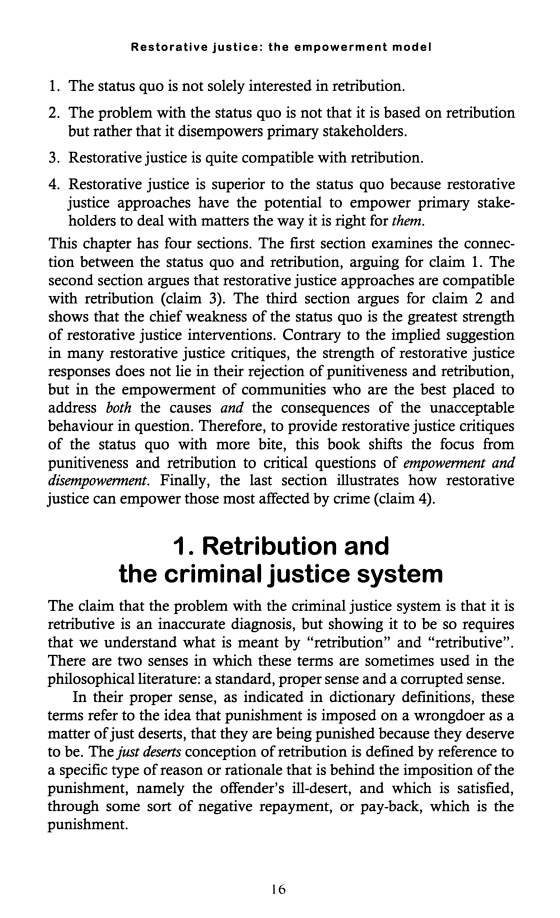 Restorative justice: the empowerment model
1. The status quo is not solely interested in retribution.
2. The problem with the status quo is not that it is based on retribution
but rather that it disempowers primary stakeholders.
3. Restorative justice is quite compatible with retribution.
4. Restorative justice is superior to the status quo because restorative
justice approaches have the potential to empower primary stake-
holders to deal with matters the way it is right for them.
This chapter has four sections. The first section examines the connec-
tion between the status quo and retribution, arguing for claim 1. The
second section argues that restorative justice approaches are compatible
with retribution (claim 3). The third section argues for claim 2 and
shows that the chief weakness of the status quo is the greatest strength
of restorative justice interventions. Contrary to the implied suggestion
in many restorative justice critiques, the strength of restorative justice
responses does not lie in their rejection of punitiveness and retribution,
but in the empowerment of communities who are the best placed to
address both the causes and the consequences of the unacceptable
behaviour in question. Therefore, to provide restorative justice critiques
of the status quo with more bite, this book shifts the focus from
punitiveness and retribution to critical questions of empowerment and
disempowerment. Finally, the last section illustrates how restorative
justice can empower those most affected by crime (claim 4).
1. Retribution and
the criminal justice system
The claim that the problem with the criminal justice system is that it is
retributive is an inaccurate diagnosis, but showing it to be so requires
that we understand what is meant by “retribution” and “retributive”.
There are two senses in which these terms are sometimes used in the
philosophical literature: a standard, proper sense and a corrupted sense.
In their proper sense, as indicated in dictionary definitions, these
terms refer to the idea that punishment is imposed on a wrongdoer as a
matter of just deserts, that they are being punished because they deserve
to be. The just deserts conception of retribution is defined by reference to
a specific type of reason or rationale that is behind the imposition of the
punishment, namely the offender’s ill-desert, and which is satisfied,
through some sort of negative repayment, or pay-back, which is the
punishment.
16